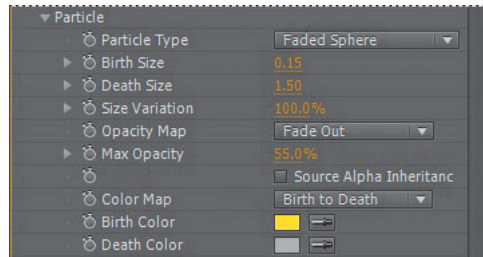 Particle
Particle Type Faded Sphere
Birth Size 0.15
Death Size 1.50
Size Variation 100.0%
Opacity Map Fade Out
Max Opacity 55.0%
Source Alpha Inheritanc
Color Map Birth to Death
Birth Color
Death Color